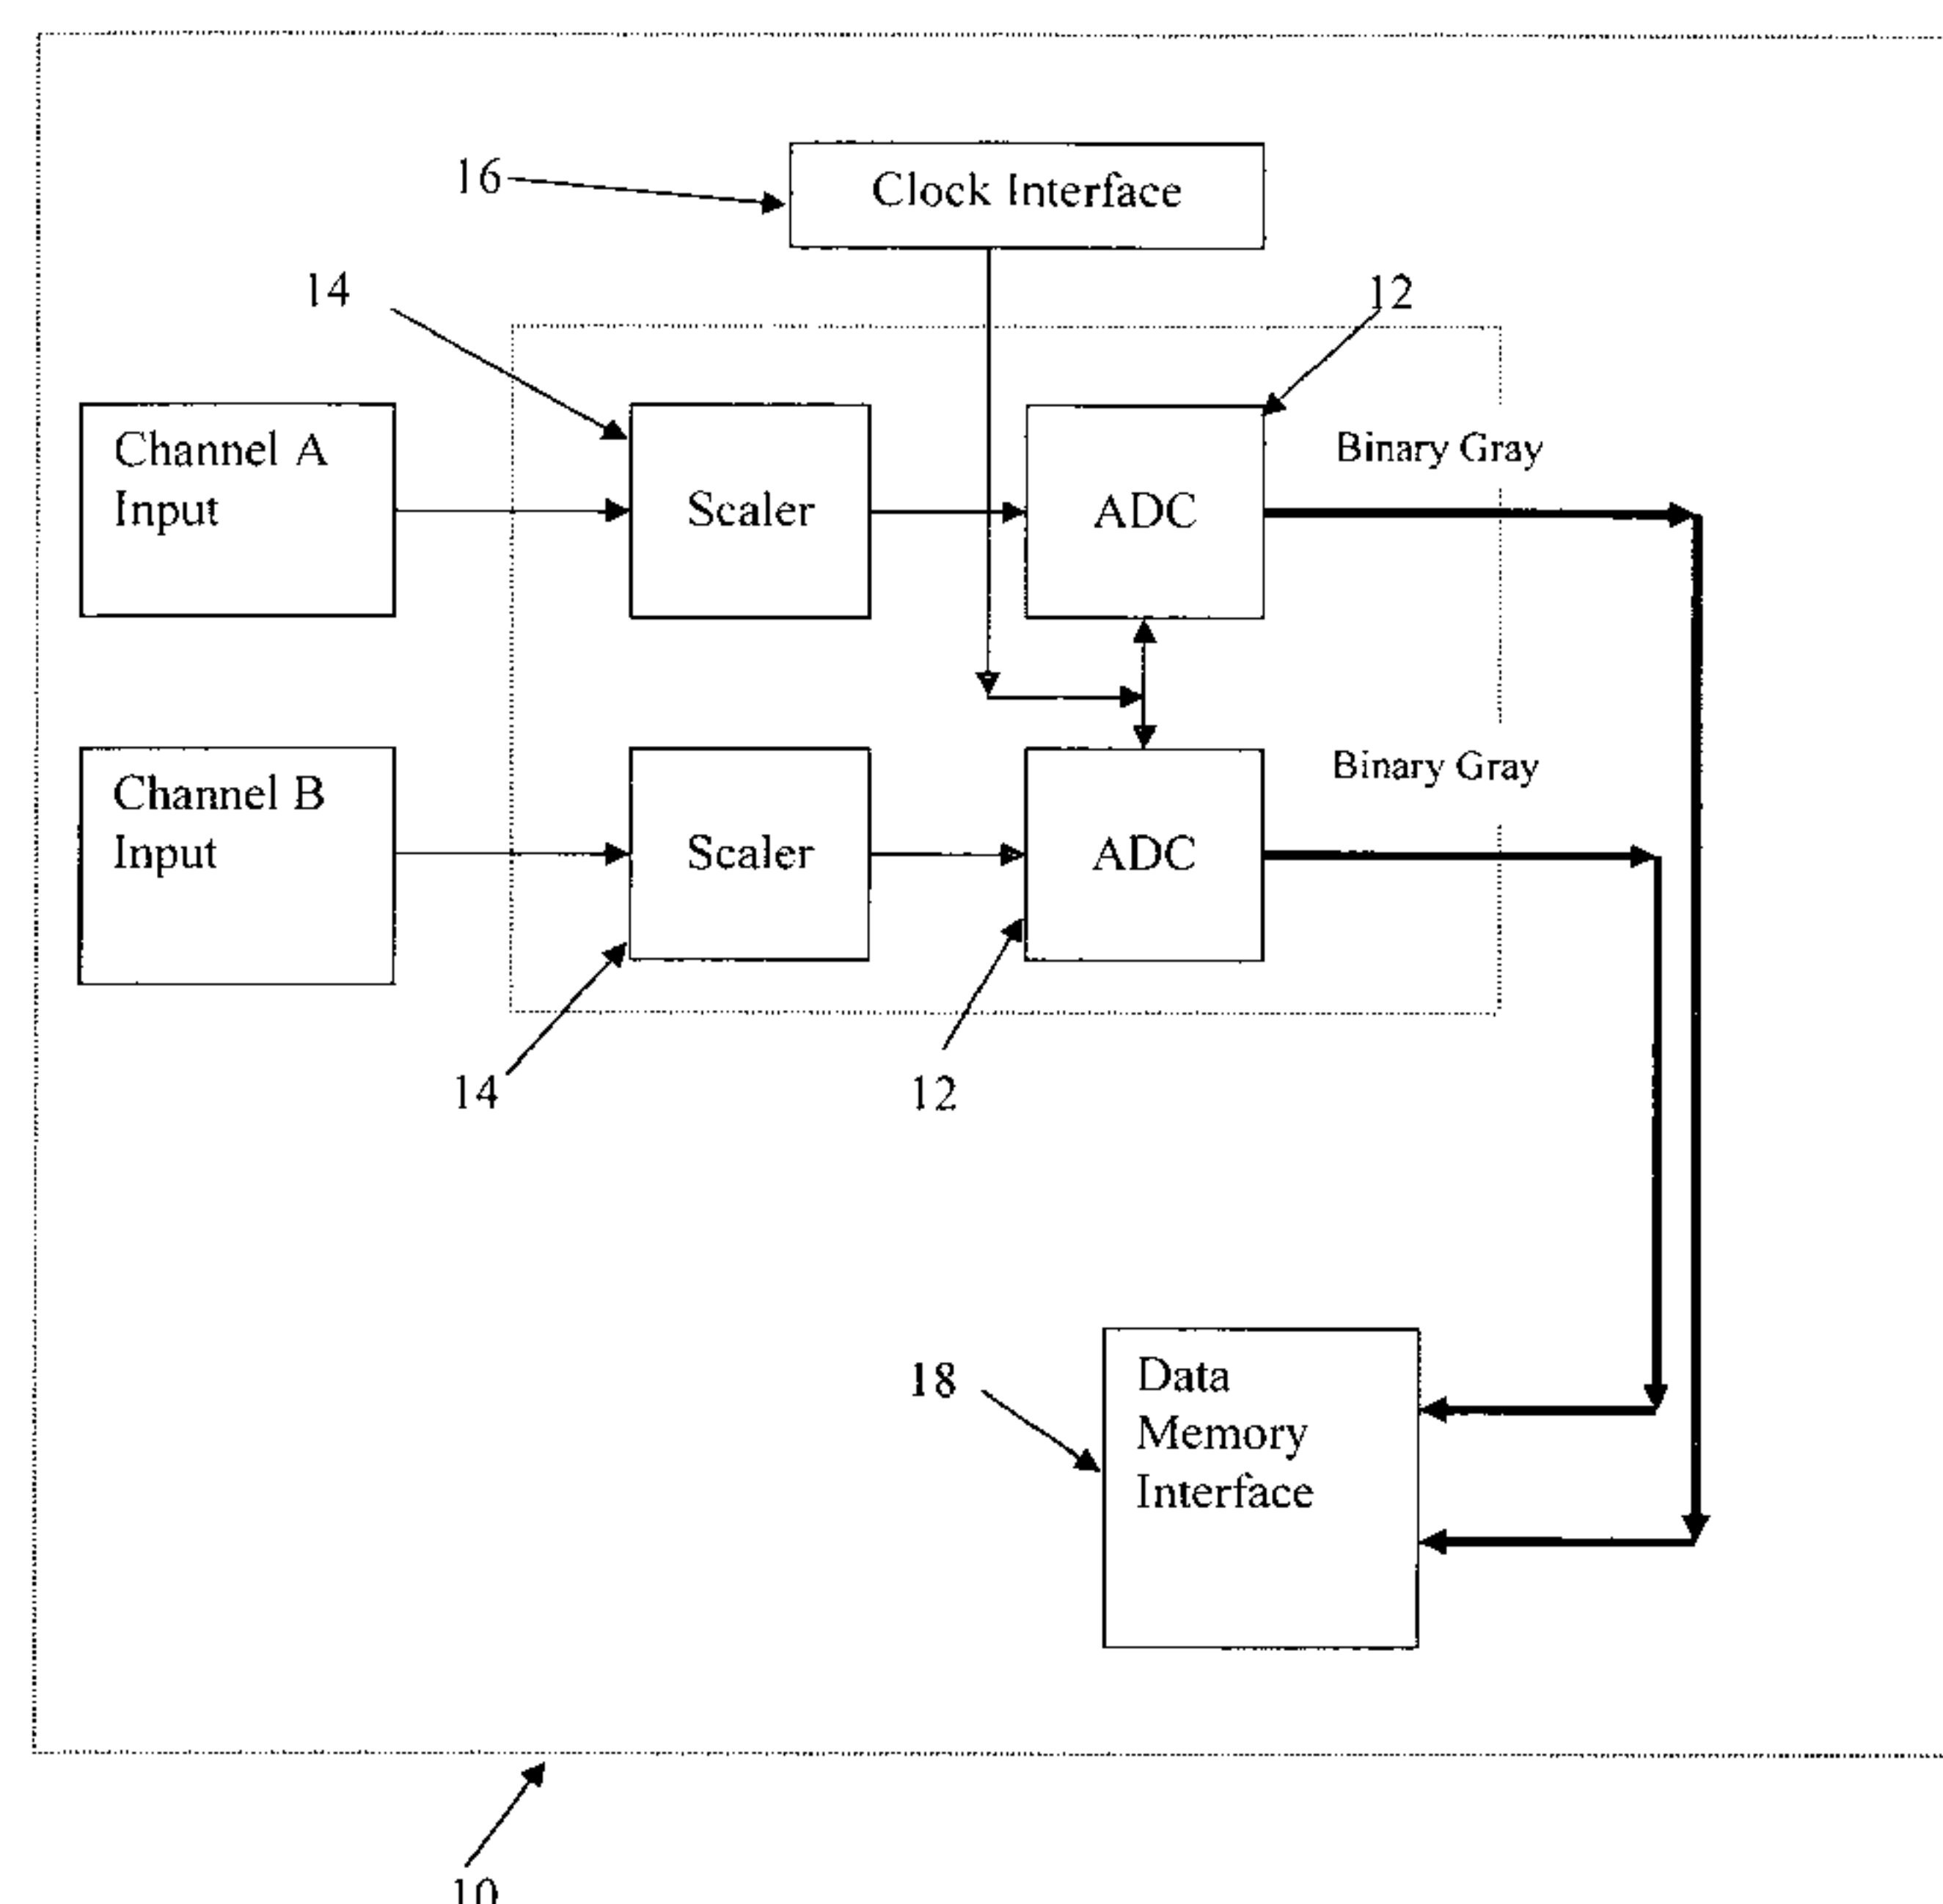 16
Clock Interface
14
12
Channel A
Input
Scaler
ADC
Binary Gray
Channel B
Input
Scaler
ADC
Binary Gray
14
12
18
Data
Memory
Interface
10